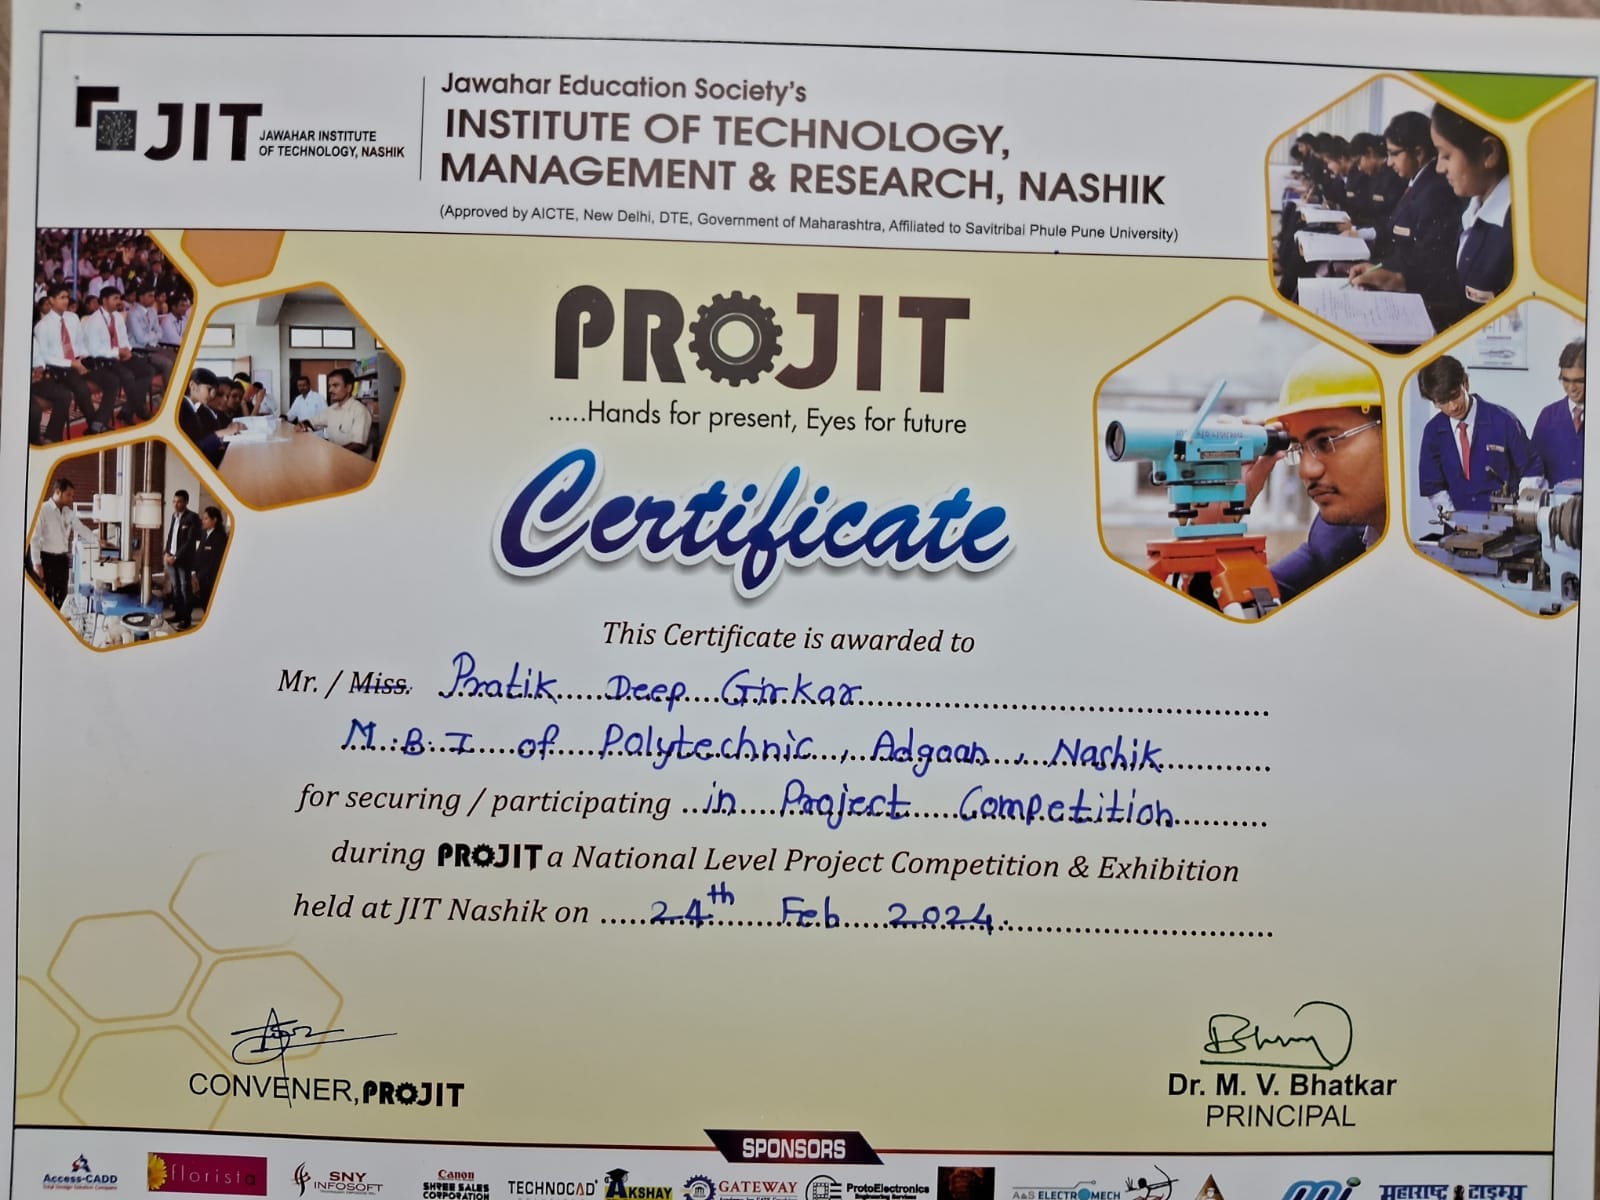 JIT
JAWAHAR INSTITUTE
OF TECHNOLOGY, NASHIK
Jawahar Education Society's
INSTITUTE OF TECHNOLOGY,
MANAGEMENT & RESEARCH, NASHIK
(Approved by AICTE, New Delhi, DTE, Government of Maharashtra, Affiliated to Savitribai Phule Pune University)
PROJIT
.....Hands for present, Eyes for future
Certificate
This Certificate is awarded to
Mr. / Miss. Pratik Deep Girkar
M.B.I of Polytechnic, Adgaon, Nashik
for securing / participating in Project Competition
during PROJIT a National Level Project Competition & Exhibition
held at JIT Nashik on 24th Feb 2024.
CONVENER, PROJIT
Dr. M. V. Bhatkar
PRINCIPAL
SPONSORS
Access-CADD
florista
SNY INFOSOFT
Canon
SHREE SALES CORPORATION
TECHNOCAD
AKSHAY
GATEWAY
ProtoElectronics
Engineering Services
A&S ELECTROMECH
महाराष्ट्र टाइम्स